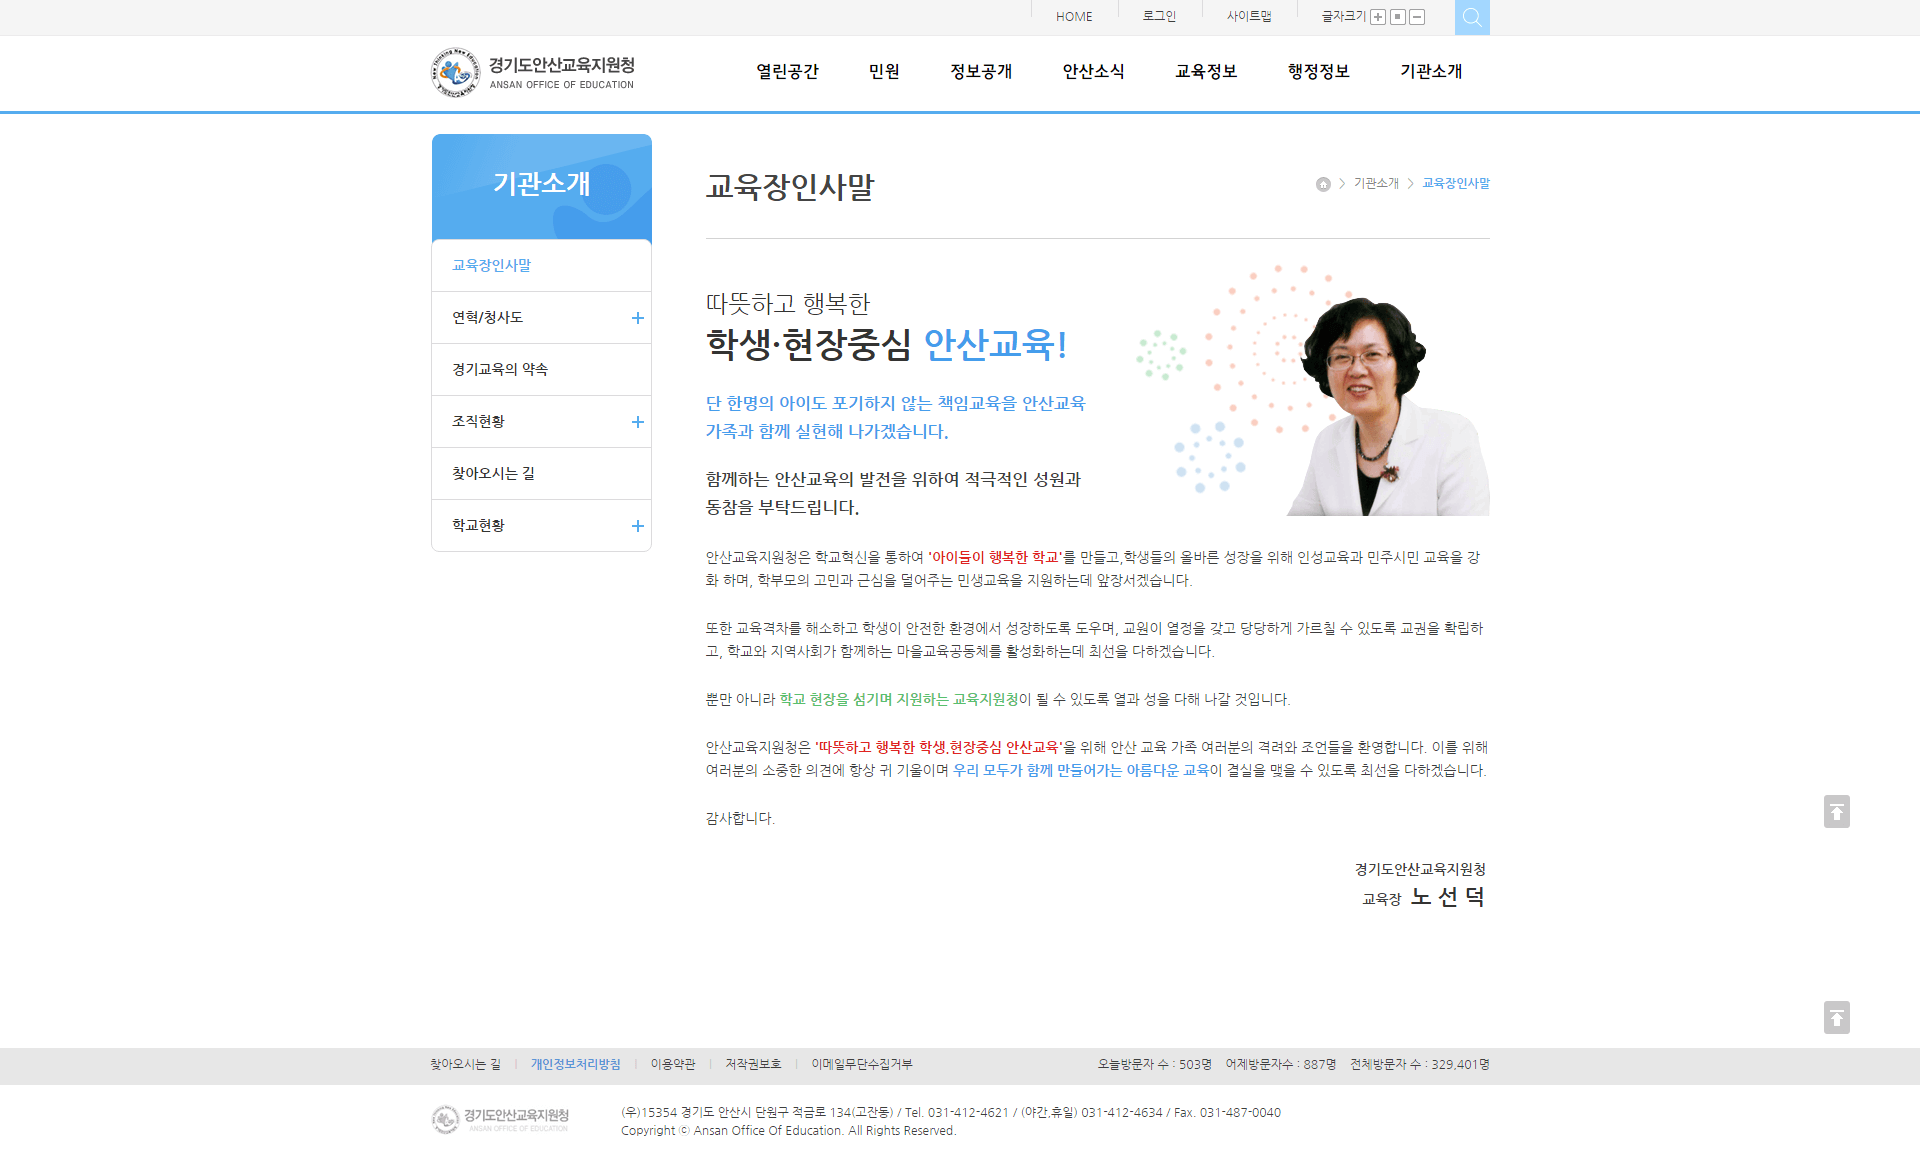 HOME
로그인
사이트맵
글자크기
경기도안산교육지원청
ANSAN OFFICE OF EDUCATION
열린공간
민원
정보공개
안산소식
교육정보
행정정보
기관소개
기관소개
교육장인사말
연혁/청사도
경기교육의 약속
조직현황
찾아오시는 길
학교현황
교육장인사말
기관소개 > 교육장인사말
따뜻하고 행복한
학생·현장중심 안산교육!
단 한명의 아이도 포기하지 않는 책임교육을 안산교육
가족과 함께 실현해 나가겠습니다.
함께하는 안산교육의 발전을 위하여 적극적인 성원과
동참을 부탁드립니다.
안산교육지원청은 학교혁신을 통하여 '아이들이 행복한 학교'를 만들고,학생들의 올바른 성장을 위해 인성교육과 민주시민 교육을 강
화 하며, 학부모의 고민과 근심을 덜어주는 민생교육을 지원하는데 앞장서겠습니다.
또한 교육격차를 해소하고 학생이 안전한 환경에서 성장하도록 도우며, 교원이 열정을 갖고 당당하게 가르칠 수 있도록 교권을 확립하
고, 학교와 지역사회가 함께하는 마을교육공동체를 활성화하는데 최선을 다하겠습니다.
뿐만 아니라 학교 현장을 섬기며 지원하는 교육지원청이 될 수 있도록 열과 성을 다해 나갈 것입니다.
안산교육지원청은 '따뜻하고 행복한 학생,현장중심 안산교육'을 위해 안산 교육 가족 여러분의 격려와 조언들을 환영합니다. 이를 위해
여러분의 소중한 의견에 항상 귀 기울이며 우리 모두가 함께 만들어가는 아름다운 교육이 결실을 맺을 수 있도록 최선을 다하겠습니다.
감사합니다.
경기도안산교육지원청
교육장 노 선 덕
찾아오시는 길 | 개인정보처리방침 | 이용약관 | 저작권보호 | 이메일무단수집거부
오늘방문자 수 : 503명 어제방문자수 : 887명 전체방문자 수 : 329,401명
경기도안산교육지원청
ANSAN OFFICE OF EDUCATION
(우)15354 경기도 안산시 단원구 적금로 134(고잔동) / Tel. 031-412-4621 / (야간,휴일) 031-412-4634 / Fax. 031-487-0040
Copyright ⓒ Ansan Office Of Education. All Rights Reserved.